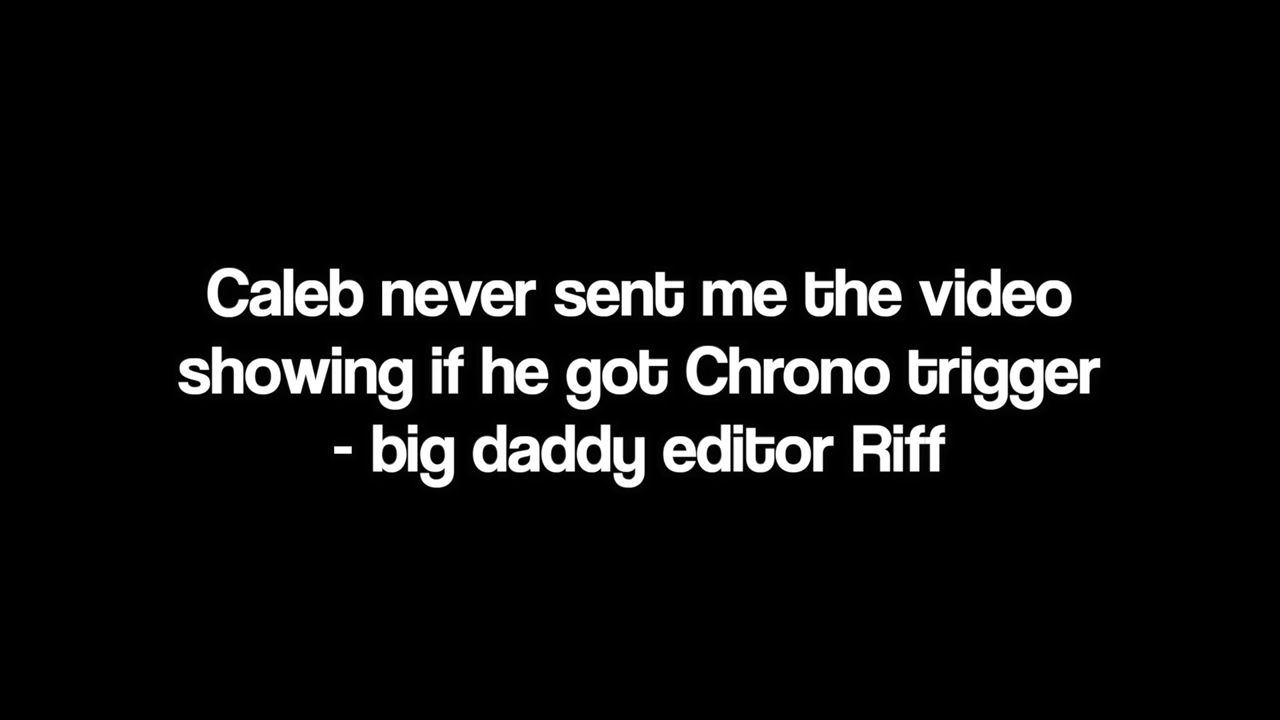 Caleb never sent me the video
showing if he got Chrono trigger
- big daddy editor Riff